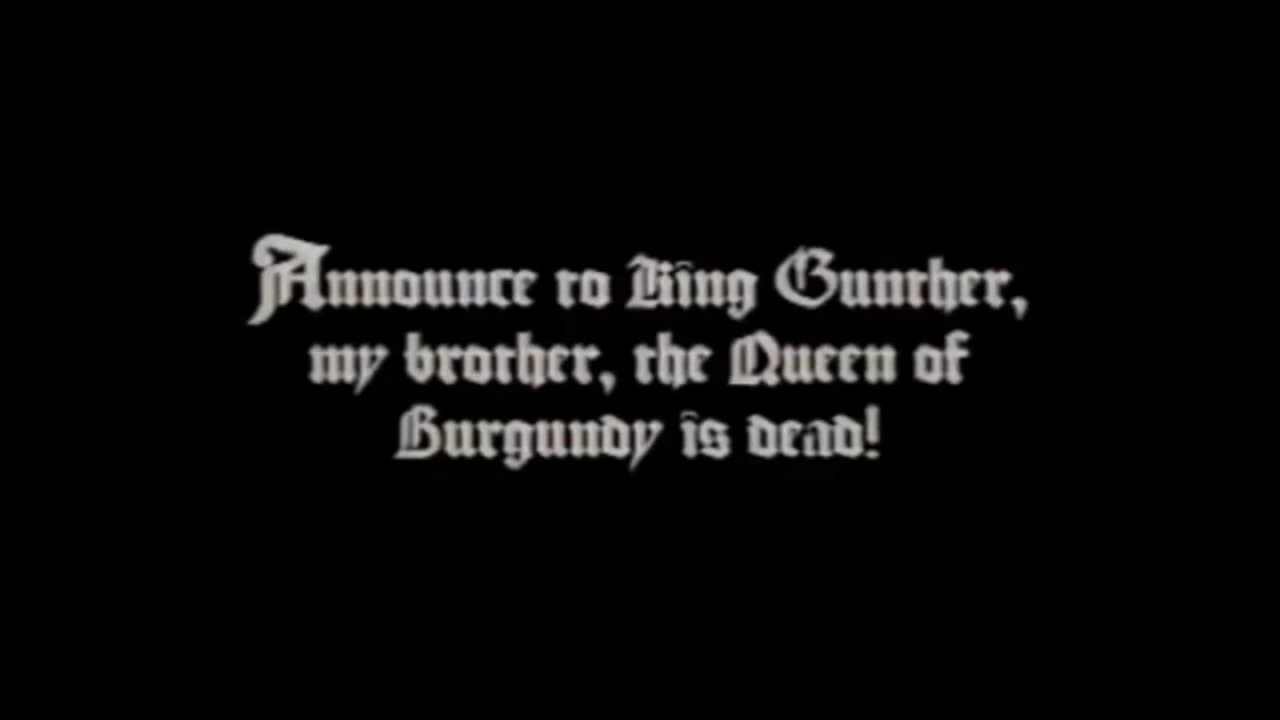 Announce to King Gunther,
my brother, the Queen of
Burgundy is dead!